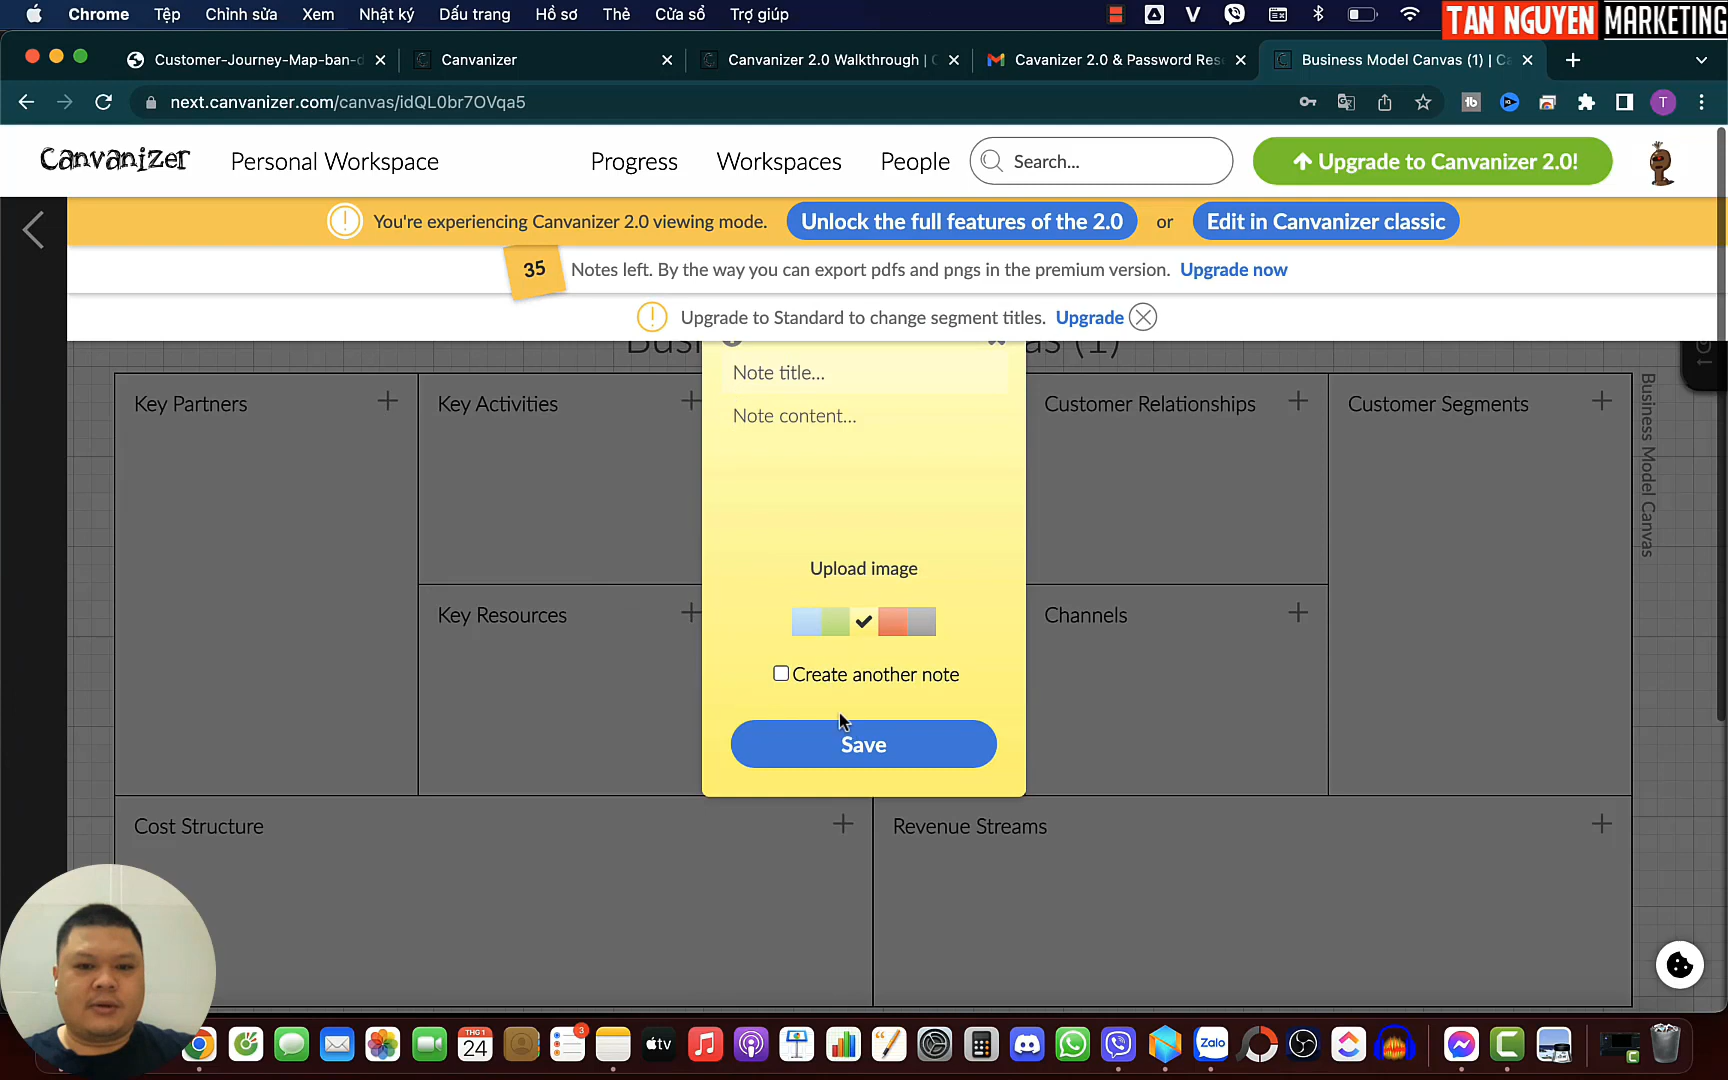 Chrome Tệp Chỉnh sửa Xem Nhật ký Dấu trang Hồ sơ Thẻ Cửa sổ Trợ giúp
TAN NGUYEN MARKETING
Customer-Journey-Map-ban-d
Canvanizer
Canvanizer 2.0 Walkthrough | C
Cavanizer 2.0 & Password Res
Business Model Canvas (1) | Ca
next.canvanizer.com/canvas/idQL0br7OVqa5
T
Canvanizer Personal Workspace Progress Workspaces People Search... Upgrade to Canvanizer 2.0!
You're experiencing Canvanizer 2.0 viewing mode. Unlock the full features of the 2.0 or Edit in Canvanizer classic
35 Notes left. By the way you can export pdfs and pngs in the premium version. Upgrade now
Upgrade to Standard to change segment titles. Upgrade
Note title...
Note content...
Key Partners
Key Activities
Customer Relationships
Customer Segments
Business Model Canvas
Upload image
Key Resources
Channels
Create another note
Save
Cost Structure
Revenue Streams
THG 1
24
3
tv
Zalo